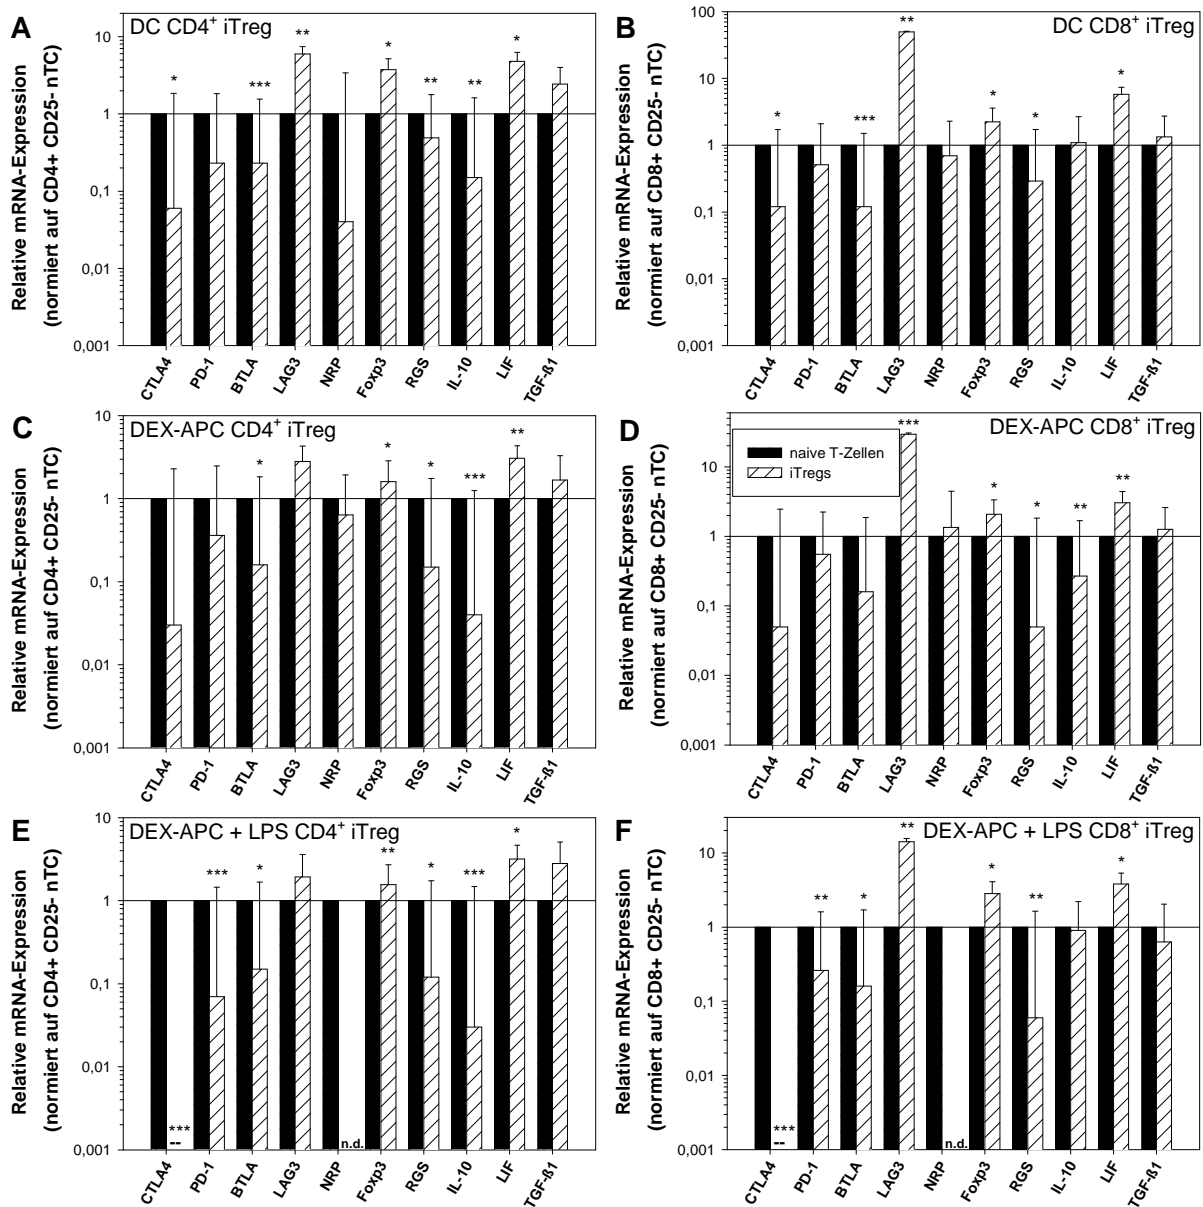 A
DC CD4+ iTreg
Relative mRNA-Expression
(normiert auf CD4+ CD25- nTC)
10
1
0,1
0,01
0,001
* *** ** * ** ** *
CTLA4 PD-1 BTLA LAG3 NRP Foxp3 RGS IL-10 LIF TGF-ß1
B
DC CD8+ iTreg
Relative mRNA-Expression
(normiert auf CD8+ CD25- nTC)
100
10
1
0,1
0,01
0,001
* *** ** * * *
CTLA4 PD-1 BTLA LAG3 NRP Foxp3 RGS IL-10 LIF TGF-ß1
C
DEX-APC CD4+ iTreg
Relative mRNA-Expression
(normiert auf CD4+ CD25- nTC)
10
1
0,1
0,01
0,001
* * * *** **
CTLA4 PD-1 BTLA LAG3 NRP Foxp3 RGS IL-10 LIF TGF-ß1
D
DEX-APC CD8+ iTreg
naive T-Zellen
iTregs
Relative mRNA-Expression
(normiert auf CD8+ CD25- nTC)
10
1
0,1
0,01
0,001
*** * * ** **
CTLA4 PD-1 BTLA LAG3 NRP Foxp3 RGS IL-10 LIF TGF-ß1
E
DEX-APC + LPS CD4+ iTreg
Relative mRNA-Expression
(normiert auf CD4+ CD25- nTC)
10
1
0,1
0,01
0,001
*** *** * ** * *** *
--
n.d.
CTLA4 PD-1 BTLA LAG3 NRP Foxp3 RGS IL-10 LIF TGF-ß1
F
DEX-APC + LPS CD8+ iTreg
Relative mRNA-Expression
(normiert auf CD8+ CD25- nTC)
10
1
0,1
0,01
0,001
*** ** * ** * ** *
--
n.d.
CTLA4 PD-1 BTLA LAG3 NRP Foxp3 RGS IL-10 LIF TGF-ß1